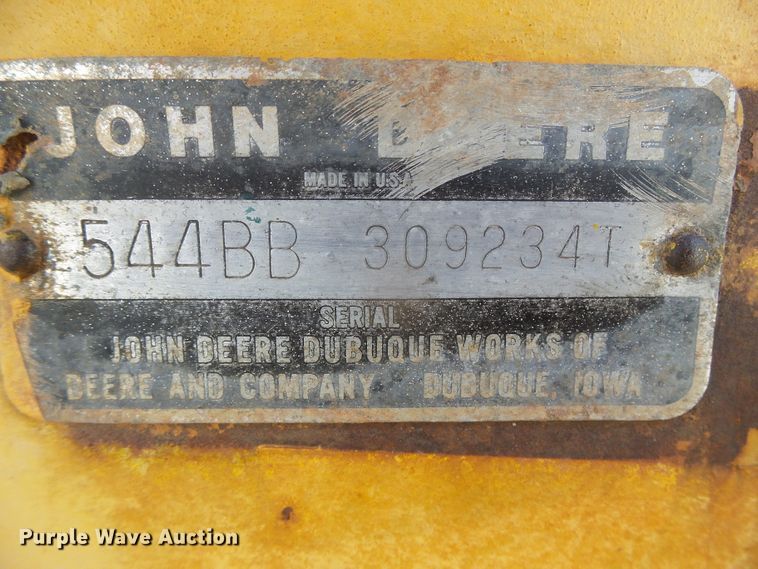 JOHN DEERE
MADE IN U.S.A.
544BB 309234T
SERIAL
JOHN DEERE DUBUQUE WORKS OF
DEERE AND COMPANY DUBUQUE, IOWA
Purple Wave Auction